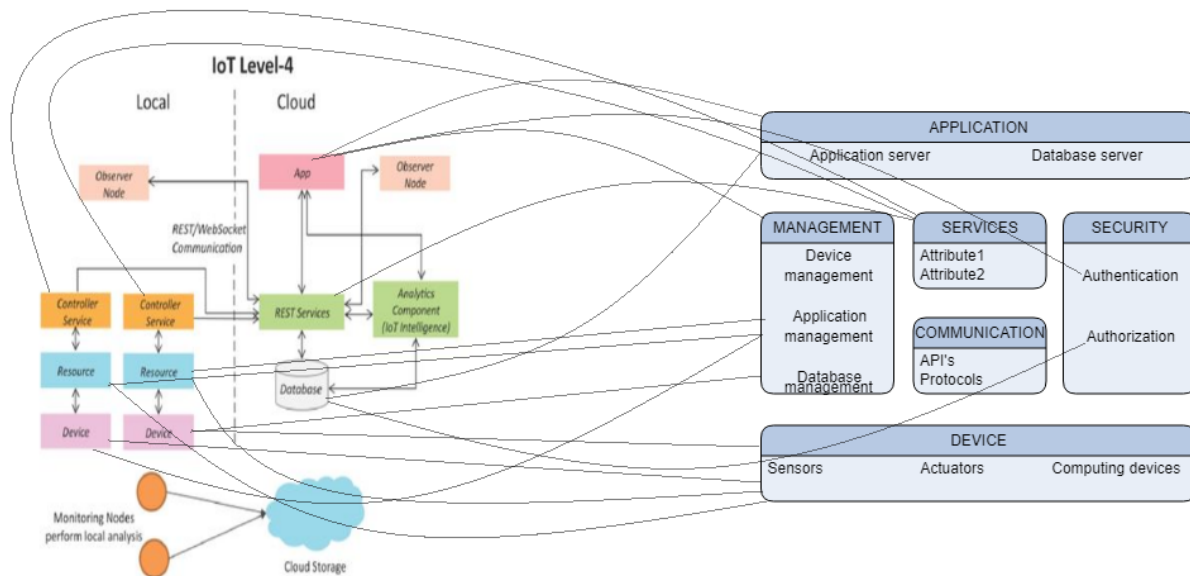 IoT Level-4
Local
Cloud
Observer
Node
App
Observer
Node
REST/WebSocket
Communication
Controller
Service
Controller
Service
REST Services
Analytics
Component
(IoT Intelligence)
Resource
Resource
Database
Device
Device
Monitoring Nodes
perform local analysis
Cloud Storage
APPLICATION
Application server
Database server
MANAGEMENT
Device
management
Application
management
Database
management
SERVICES
Attribute1
Attribute2
COMMUNICATION
API's
Protocols
SECURITY
Authentication
Authorization
DEVICE
Sensors
Actuators
Computing devices